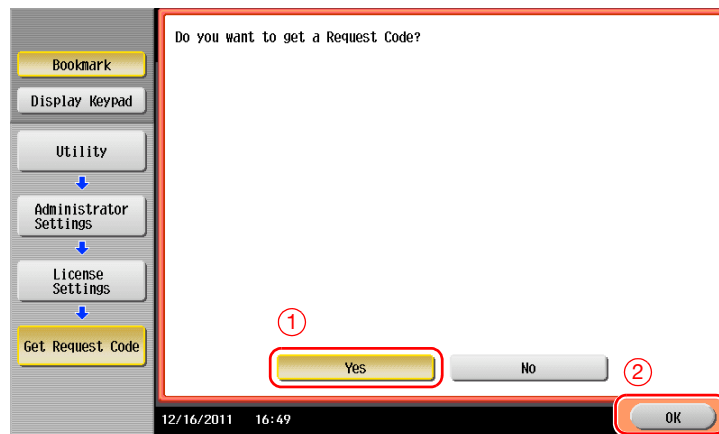 Do you want to get a Request Code?
Bookmark
Display Keypad
Utility
Administrator
Settings
License
Settings
Get Request Code
1
Yes
No
2
12/16/2011 16:49
OK